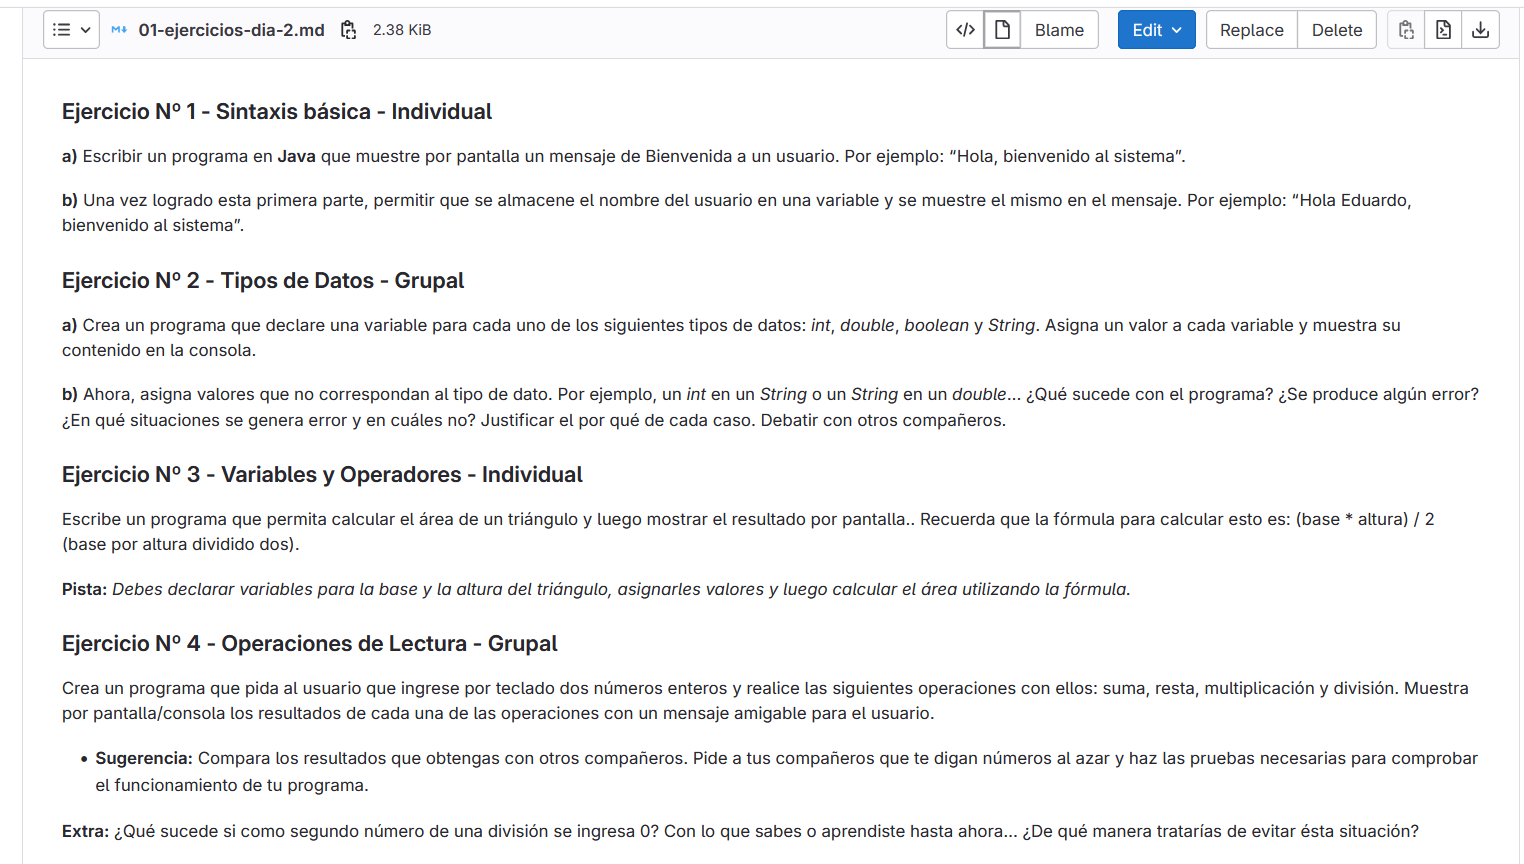 01-ejercicios-dia-2.md 2.38 KiB </> Blame Edit Replace Delete
Ejercicio Nº 1 - Sintaxis básica - Individual
a) Escribir un programa en Java que muestre por pantalla un mensaje de Bienvenida a un usuario. Por ejemplo: “Hola, bienvenido al sistema”.
b) Una vez logrado esta primera parte, permitir que se almacene el nombre del usuario en una variable y se muestre el mismo en el mensaje. Por ejemplo: “Hola Eduardo,
bienvenido al sistema”.
Ejercicio Nº 2 - Tipos de Datos - Grupal
a) Crea un programa que declare una variable para cada uno de los siguientes tipos de datos: int, double, boolean y String. Asigna un valor a cada variable y muestra su
contenido en la consola.
b) Ahora, asigna valores que no correspondan al tipo de dato. Por ejemplo, un int en un String o un String en un double... ¿Qué sucede con el programa? ¿Se produce algún error?
¿En qué situaciones se genera error y en cuáles no? Justificar el por qué de cada caso. Debatir con otros compañeros.
Ejercicio Nº 3 - Variables y Operadores - Individual
Escribe un programa que permita calcular el área de un triángulo y luego mostrar el resultado por pantalla.. Recuerda que la fórmula para calcular esto es: (base * altura) / 2
(base por altura dividido dos).
Pista: Debes declarar variables para la base y la altura del triángulo, asignarles valores y luego calcular el área utilizando la fórmula.
Ejercicio Nº 4 - Operaciones de Lectura - Grupal
Crea un programa que pida al usuario que ingrese por teclado dos números enteros y realice las siguientes operaciones con ellos: suma, resta, multiplicación y división. Muestra
por pantalla/consola los resultados de cada una de las operaciones con un mensaje amigable para el usuario.
• Sugerencia: Compara los resultados que obtengas con otros compañeros. Pide a tus compañeros que te digan números al azar y haz las pruebas necesarias para comprobar
el funcionamiento de tu programa.
Extra: ¿Qué sucede si como segundo número de una división se ingresa 0? Con lo que sabes o aprendiste hasta ahora... ¿De qué manera tratarías de evitar ésta situación?